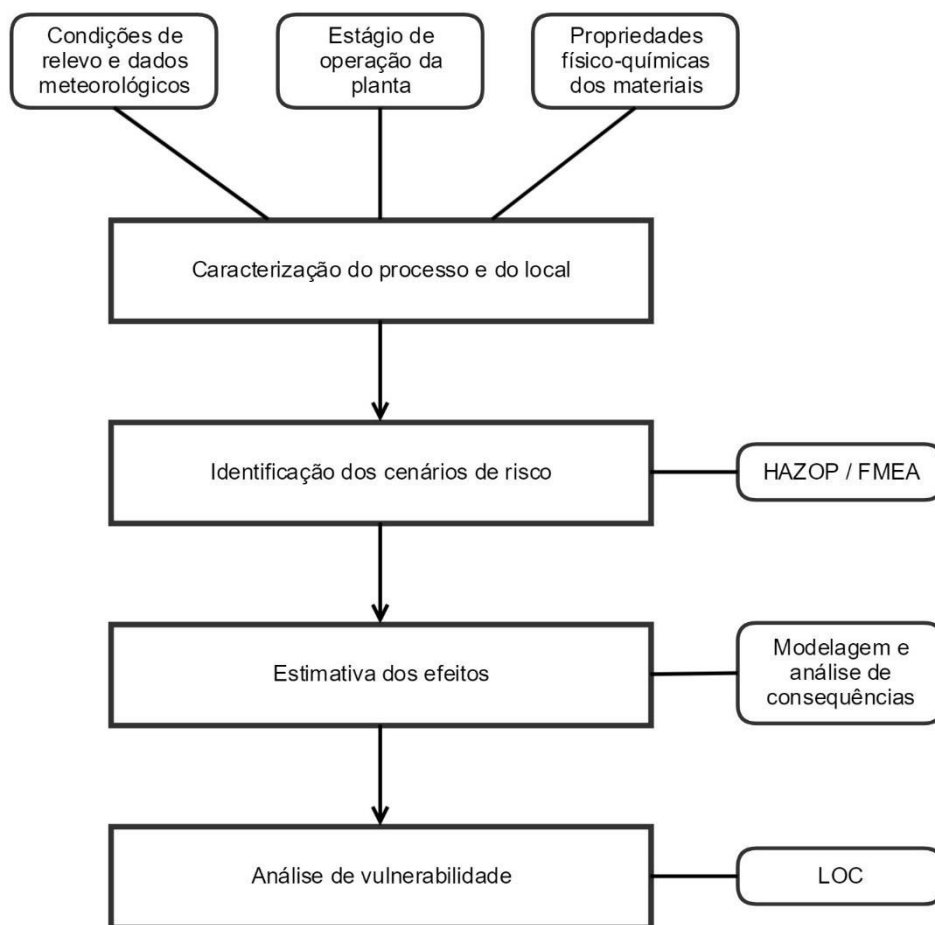 Condições de
relevo e dados
meteorológicos
Estágio de
operação da
planta
Propriedades
físico-químicas
dos materiais
Caracterização do processo e do local
Identificação dos cenários de risco
HAZOP / FMEA
Estimativa dos efeitos
Modelagem e
análise de
consequências
Análise de vulnerabilidade
LOC